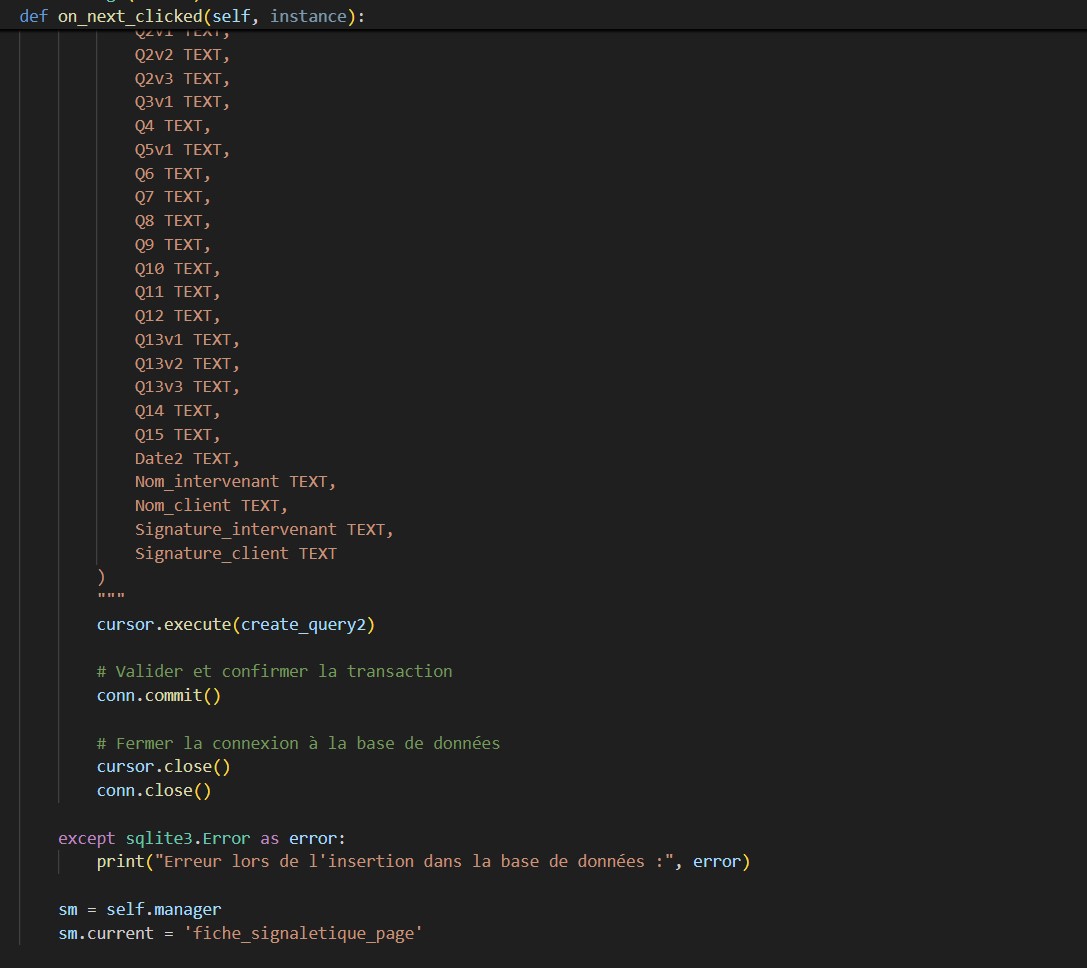 def on_next_clicked(self, instance):
Q2v1 TEXT,
Q2v2 TEXT,
Q2v3 TEXT,
Q3v1 TEXT,
Q4 TEXT,
Q5v1 TEXT,
Q6 TEXT,
Q7 TEXT,
Q8 TEXT,
Q9 TEXT,
Q10 TEXT,
Q11 TEXT,
Q12 TEXT,
Q13v1 TEXT,
Q13v2 TEXT,
Q13v3 TEXT,
Q14 TEXT,
Q15 TEXT,
Date2 TEXT,
Nom_intervenant TEXT,
Nom_client TEXT,
Signature_intervenant TEXT,
Signature_client TEXT
)
"""
cursor.execute(create_query2)
# Valider et confirmer la transaction
conn.commit()
# Fermer la connexion à la base de données
cursor.close()
conn.close()
except sqlite3.Error as error:
print("Erreur lors de l'insertion dans la base de données :", error)
sm = self.manager
sm.current = 'fiche_signaletique_page'